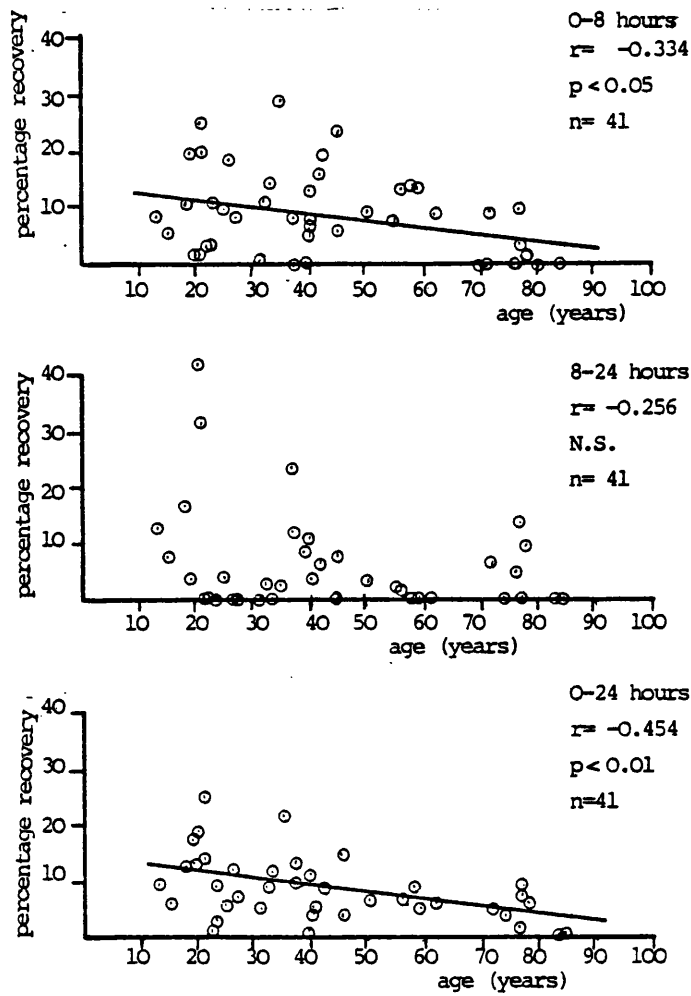 0-8 hours
r= -0.334
p<0.05
n= 41
percentage recovery
40
30
20
10
10 20 30 40 50 60 70 80 90 100
age (years)
8-24 hours
r= -0.256
N.S.
n= 41
percentage recovery
40
30
20
10
10 20 30 40 50 60 70 80 90 100
age (years)
0-24 hours
r= -0.454
p<0.01
n=41
percentage recovery
40
30
20
10
10 20 30 40 50 60 70 80 90 100
age (years)